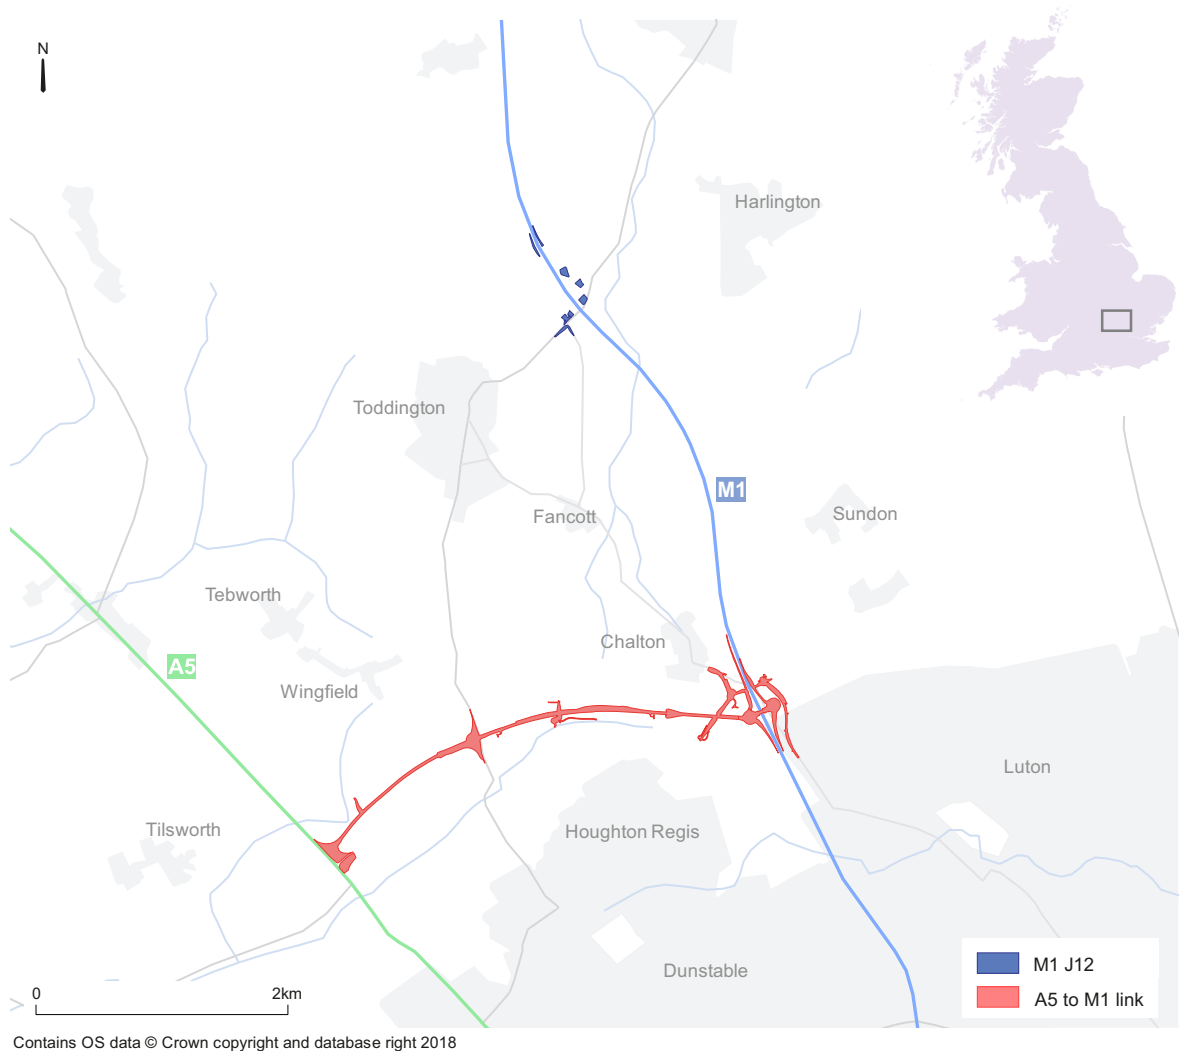 N
Harlington
Toddington
M1
Fancott
Sundon
Tebworth
Chalton
A5
Wingfield
Luton
Tilsworth
Houghton Regis
Dunstable
M1 J12
A5 to M1 link
0 2km
Contains OS data © Crown copyright and database right 2018